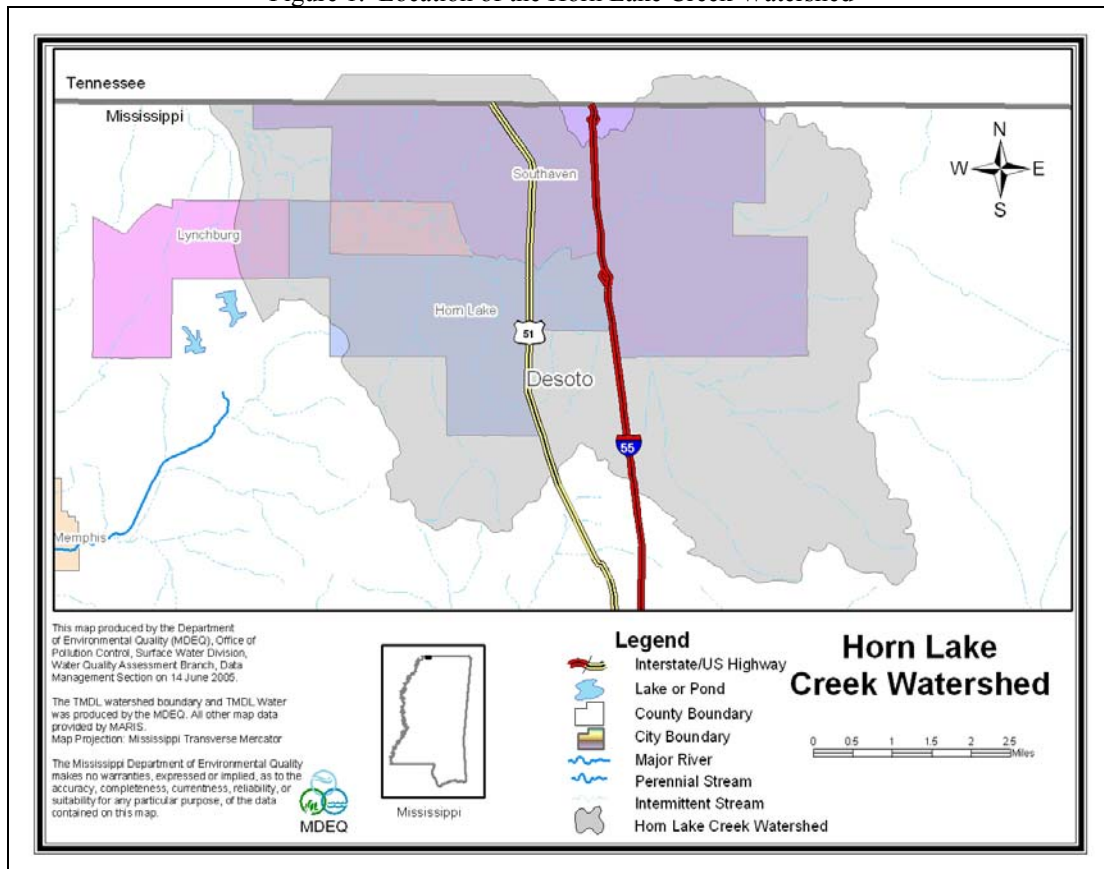 Figure 1. Location of the Horn Lake Creek Watershed
Tennessee
Mississippi
N
W E
S
Southaven
Lynchburg
Horn Lake
51
Desoto
55
Memphis
This map produced by the Department
of Environmental Quality (MDEQ), Office of
Pollution Control, Surface Water Division,
Water Quality Assessment Branch, Data
Management Section on 14 June 2005.
The TMDL watershed boundary and TMDL Water
was produced by the MDEQ. All other map data
provided by MARIS.
Map Projection: Mississippi Transverse Mercator
The Mississippi Department of Environmental Quality
makes no warranties, expressed or implied, as to the
accuracy, completeness, currentness, reliability, or
suitability for any particular purpose, of the data
contained on this map.
MDEQ
Mississippi
Legend
Interstate/US Highway
Lake or Pond
County Boundary
City Boundary
Major River
Perennial Stream
Intermittent Stream
Horn Lake Creek Watershed
Horn Lake
Creek Watershed
0 0.5 1 1.5 2 2.5
Miles